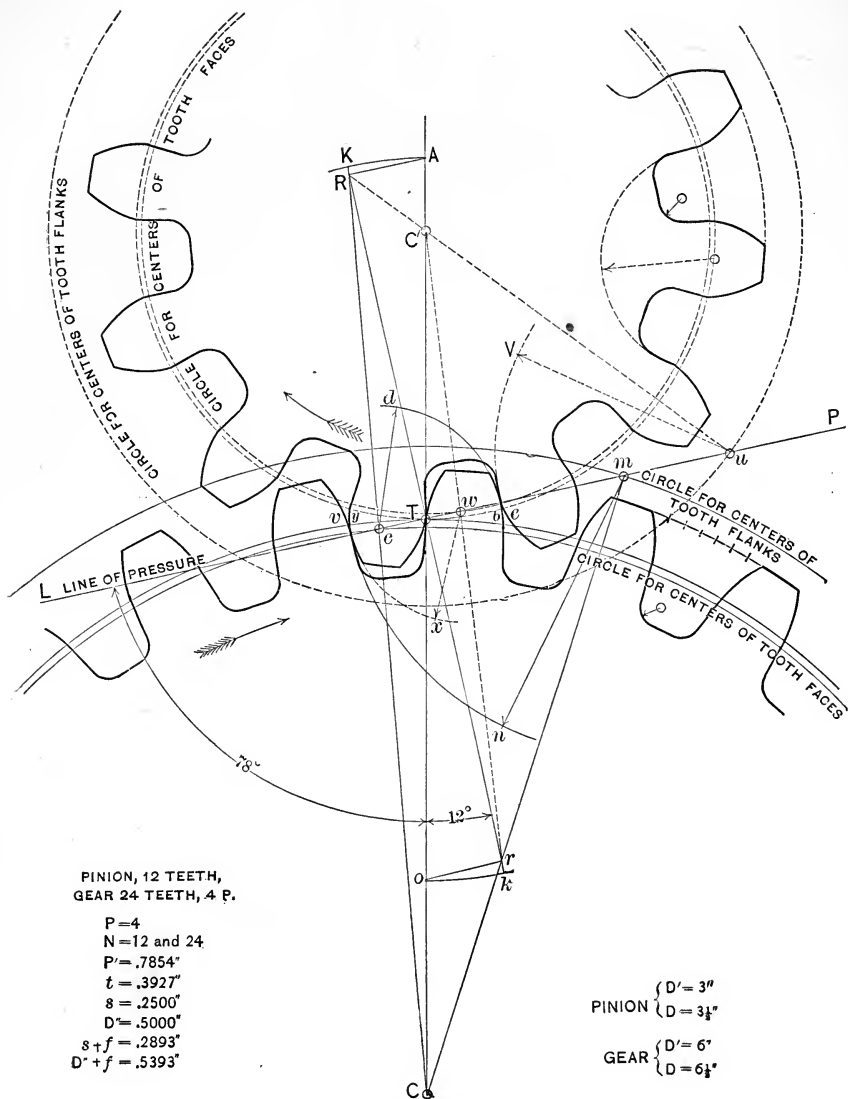 CIRCLE FOR CENTERS OF TOOTH FLANKS
CIRCLE FOR CENTERS OF TOOTH FACES
K
A
R
C
V
d
P
u
m
CIRCLE FOR CENTERS OF
TOOTH FLANKS
v
y
c
T
w
b
e
L
LINE OF PRESSURE
CIRCLE FOR CENTERS OF TOOTH FACES
x
n
78°
12°
r
o
k
C
PINION, 12 TEETH,
GEAR 24 TEETH, 4 P.
P=4
N=12 and 24
P'=.7854"
t = .3927"
s = .2500"
D"= .5000"
s+f = .2893"
D"+f = .5393"
PINION { D'= 3"
D = 3½"
GEAR { D'= 6"
D = 6½"